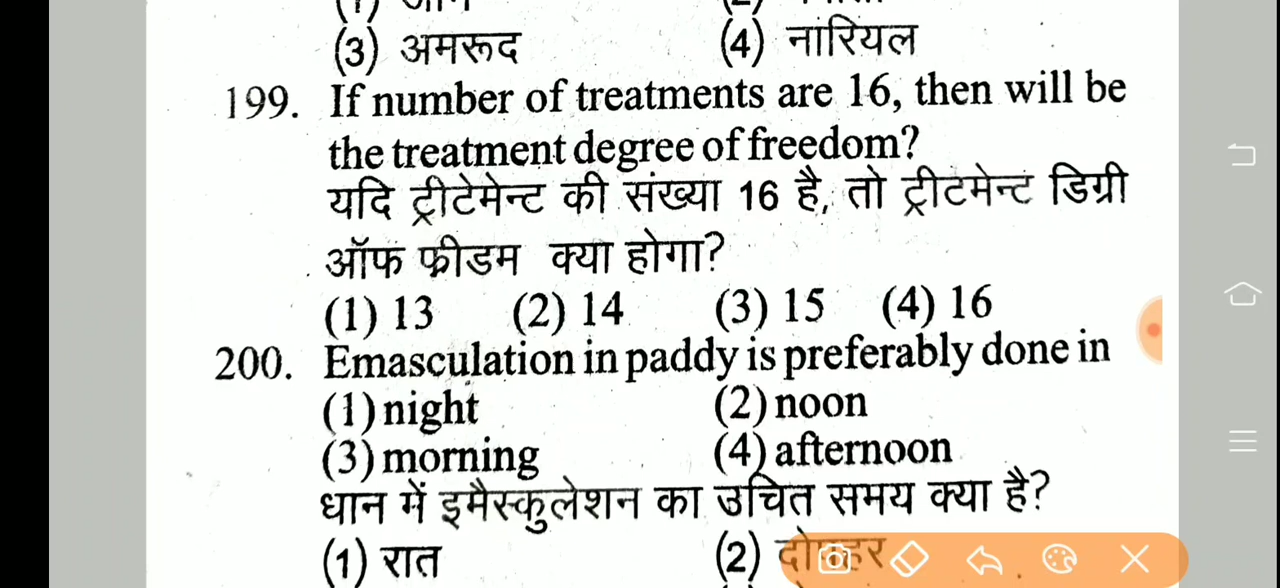 (3) अमरूद (4) नारियल
199. If number of treatments are 16, then will be
the treatment degree of freedom?
यदि ट्रीटेमेन्ट की संख्या 16 है, तो ट्रीटमेन्ट डिग्री
ऑफ फ्रीडम क्या होगा?
(1) 13 (2) 14 (3) 15 (4) 16
200. Emasculation in paddy is preferably done in
(1) night (2) noon
(3) morning (4) afternoon
धान में इमैस्कुलेशन का उचित समय क्या है?
(1) रात (2) दोपहर